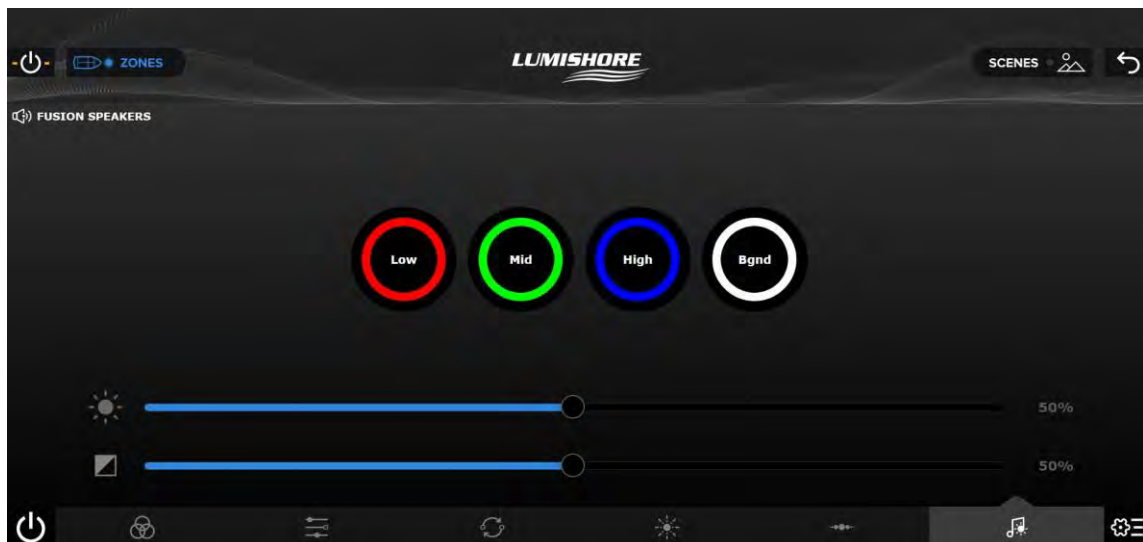 ZONES
LUMISHORE
SCENES
FUSION SPEAKERS
Low
Mid
High
Bgnd
50%
50%